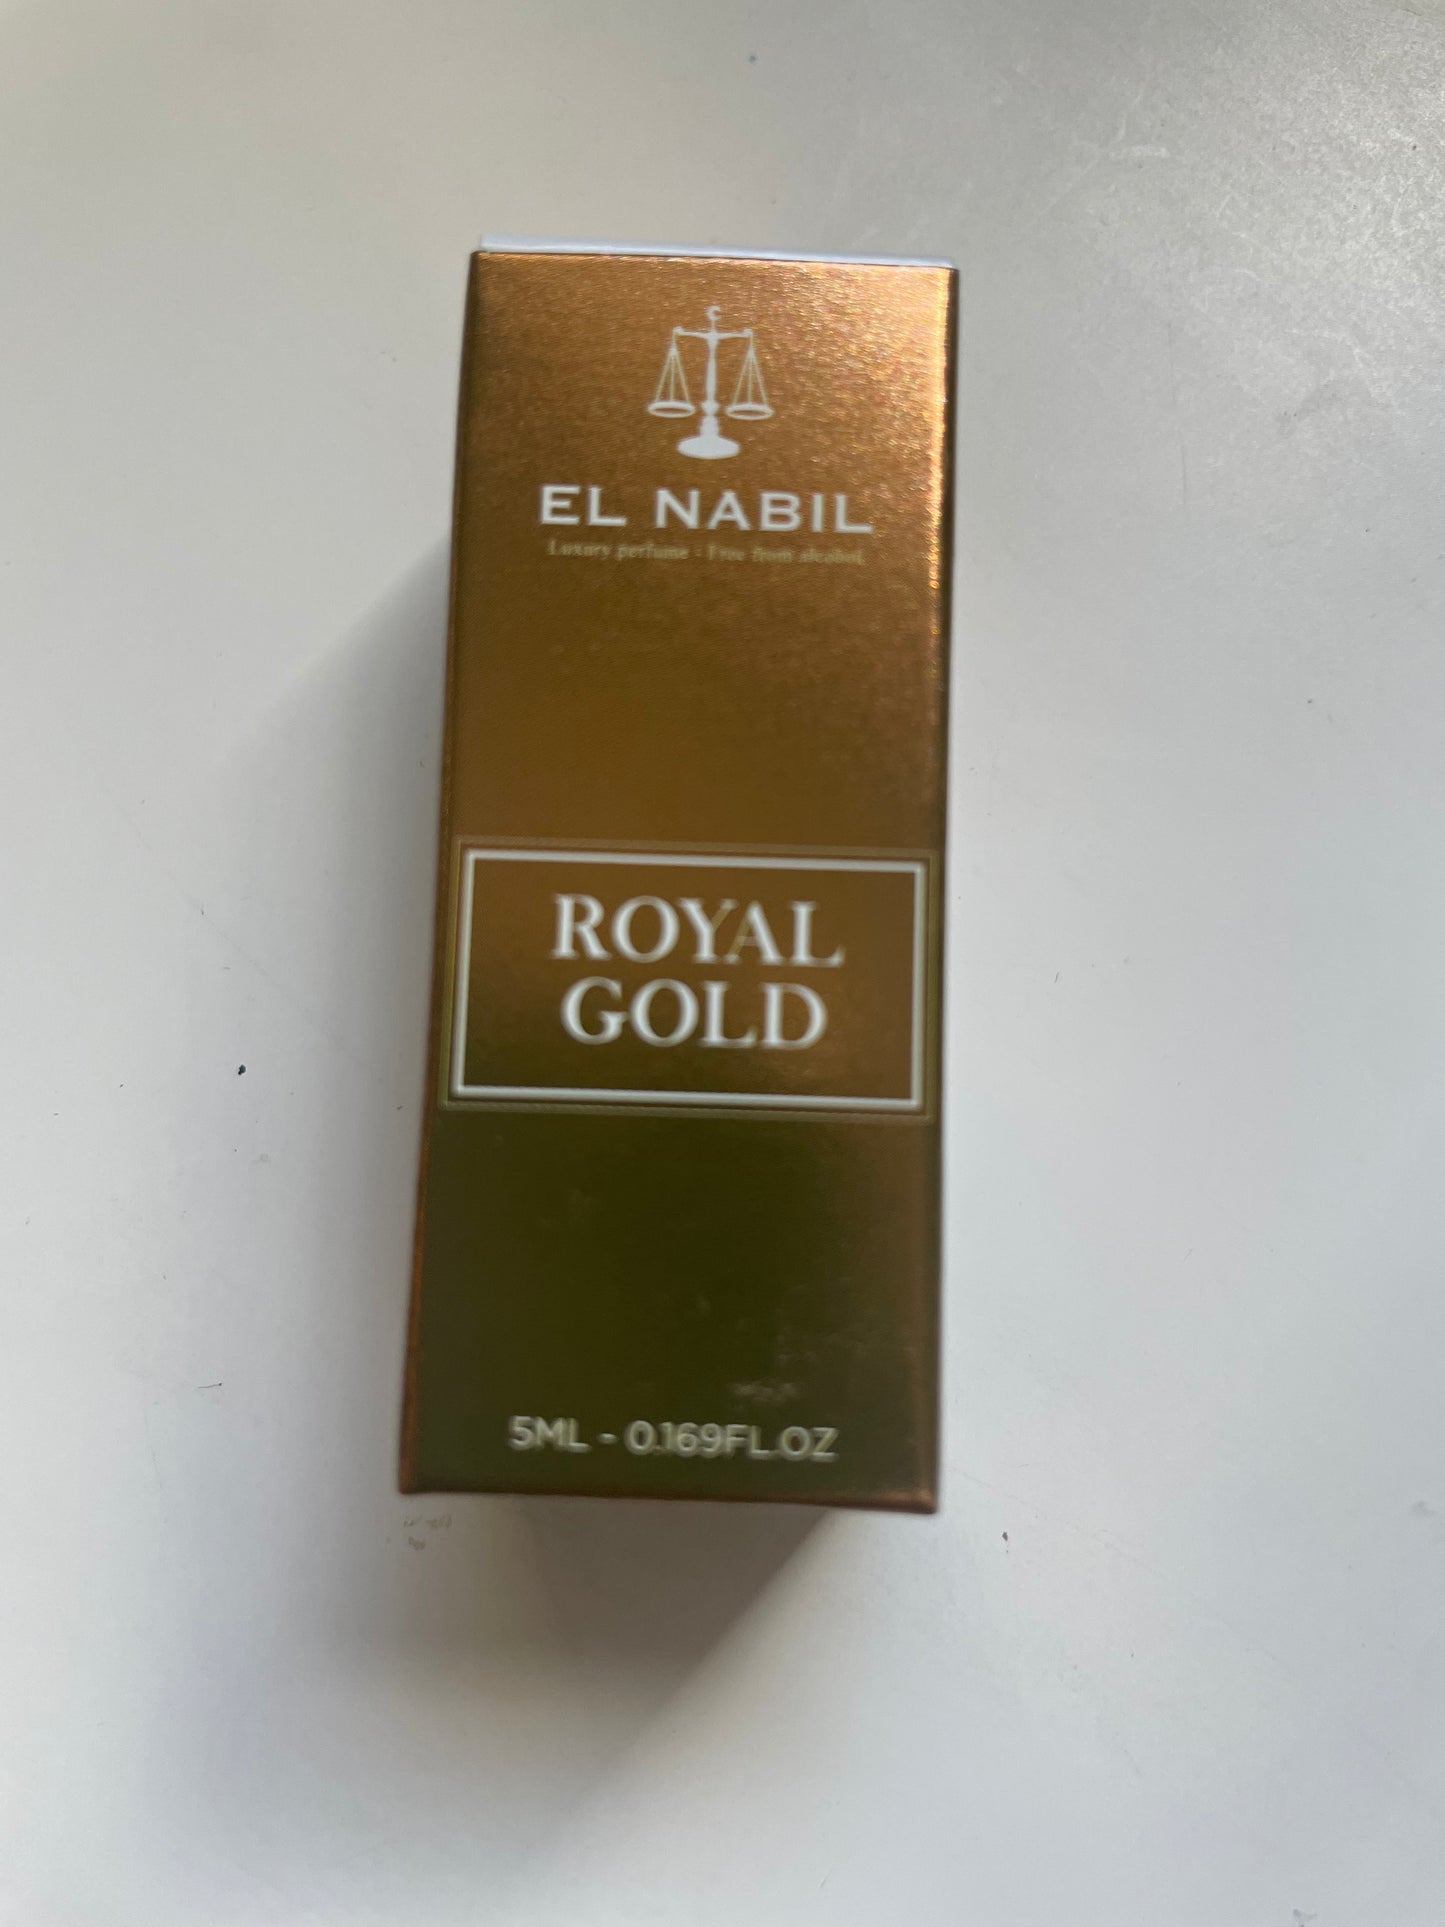 EL NABIL
Luxury perfume - Free from alcohol
ROYAL
GOLD
5ML - 0.169FL.OZ